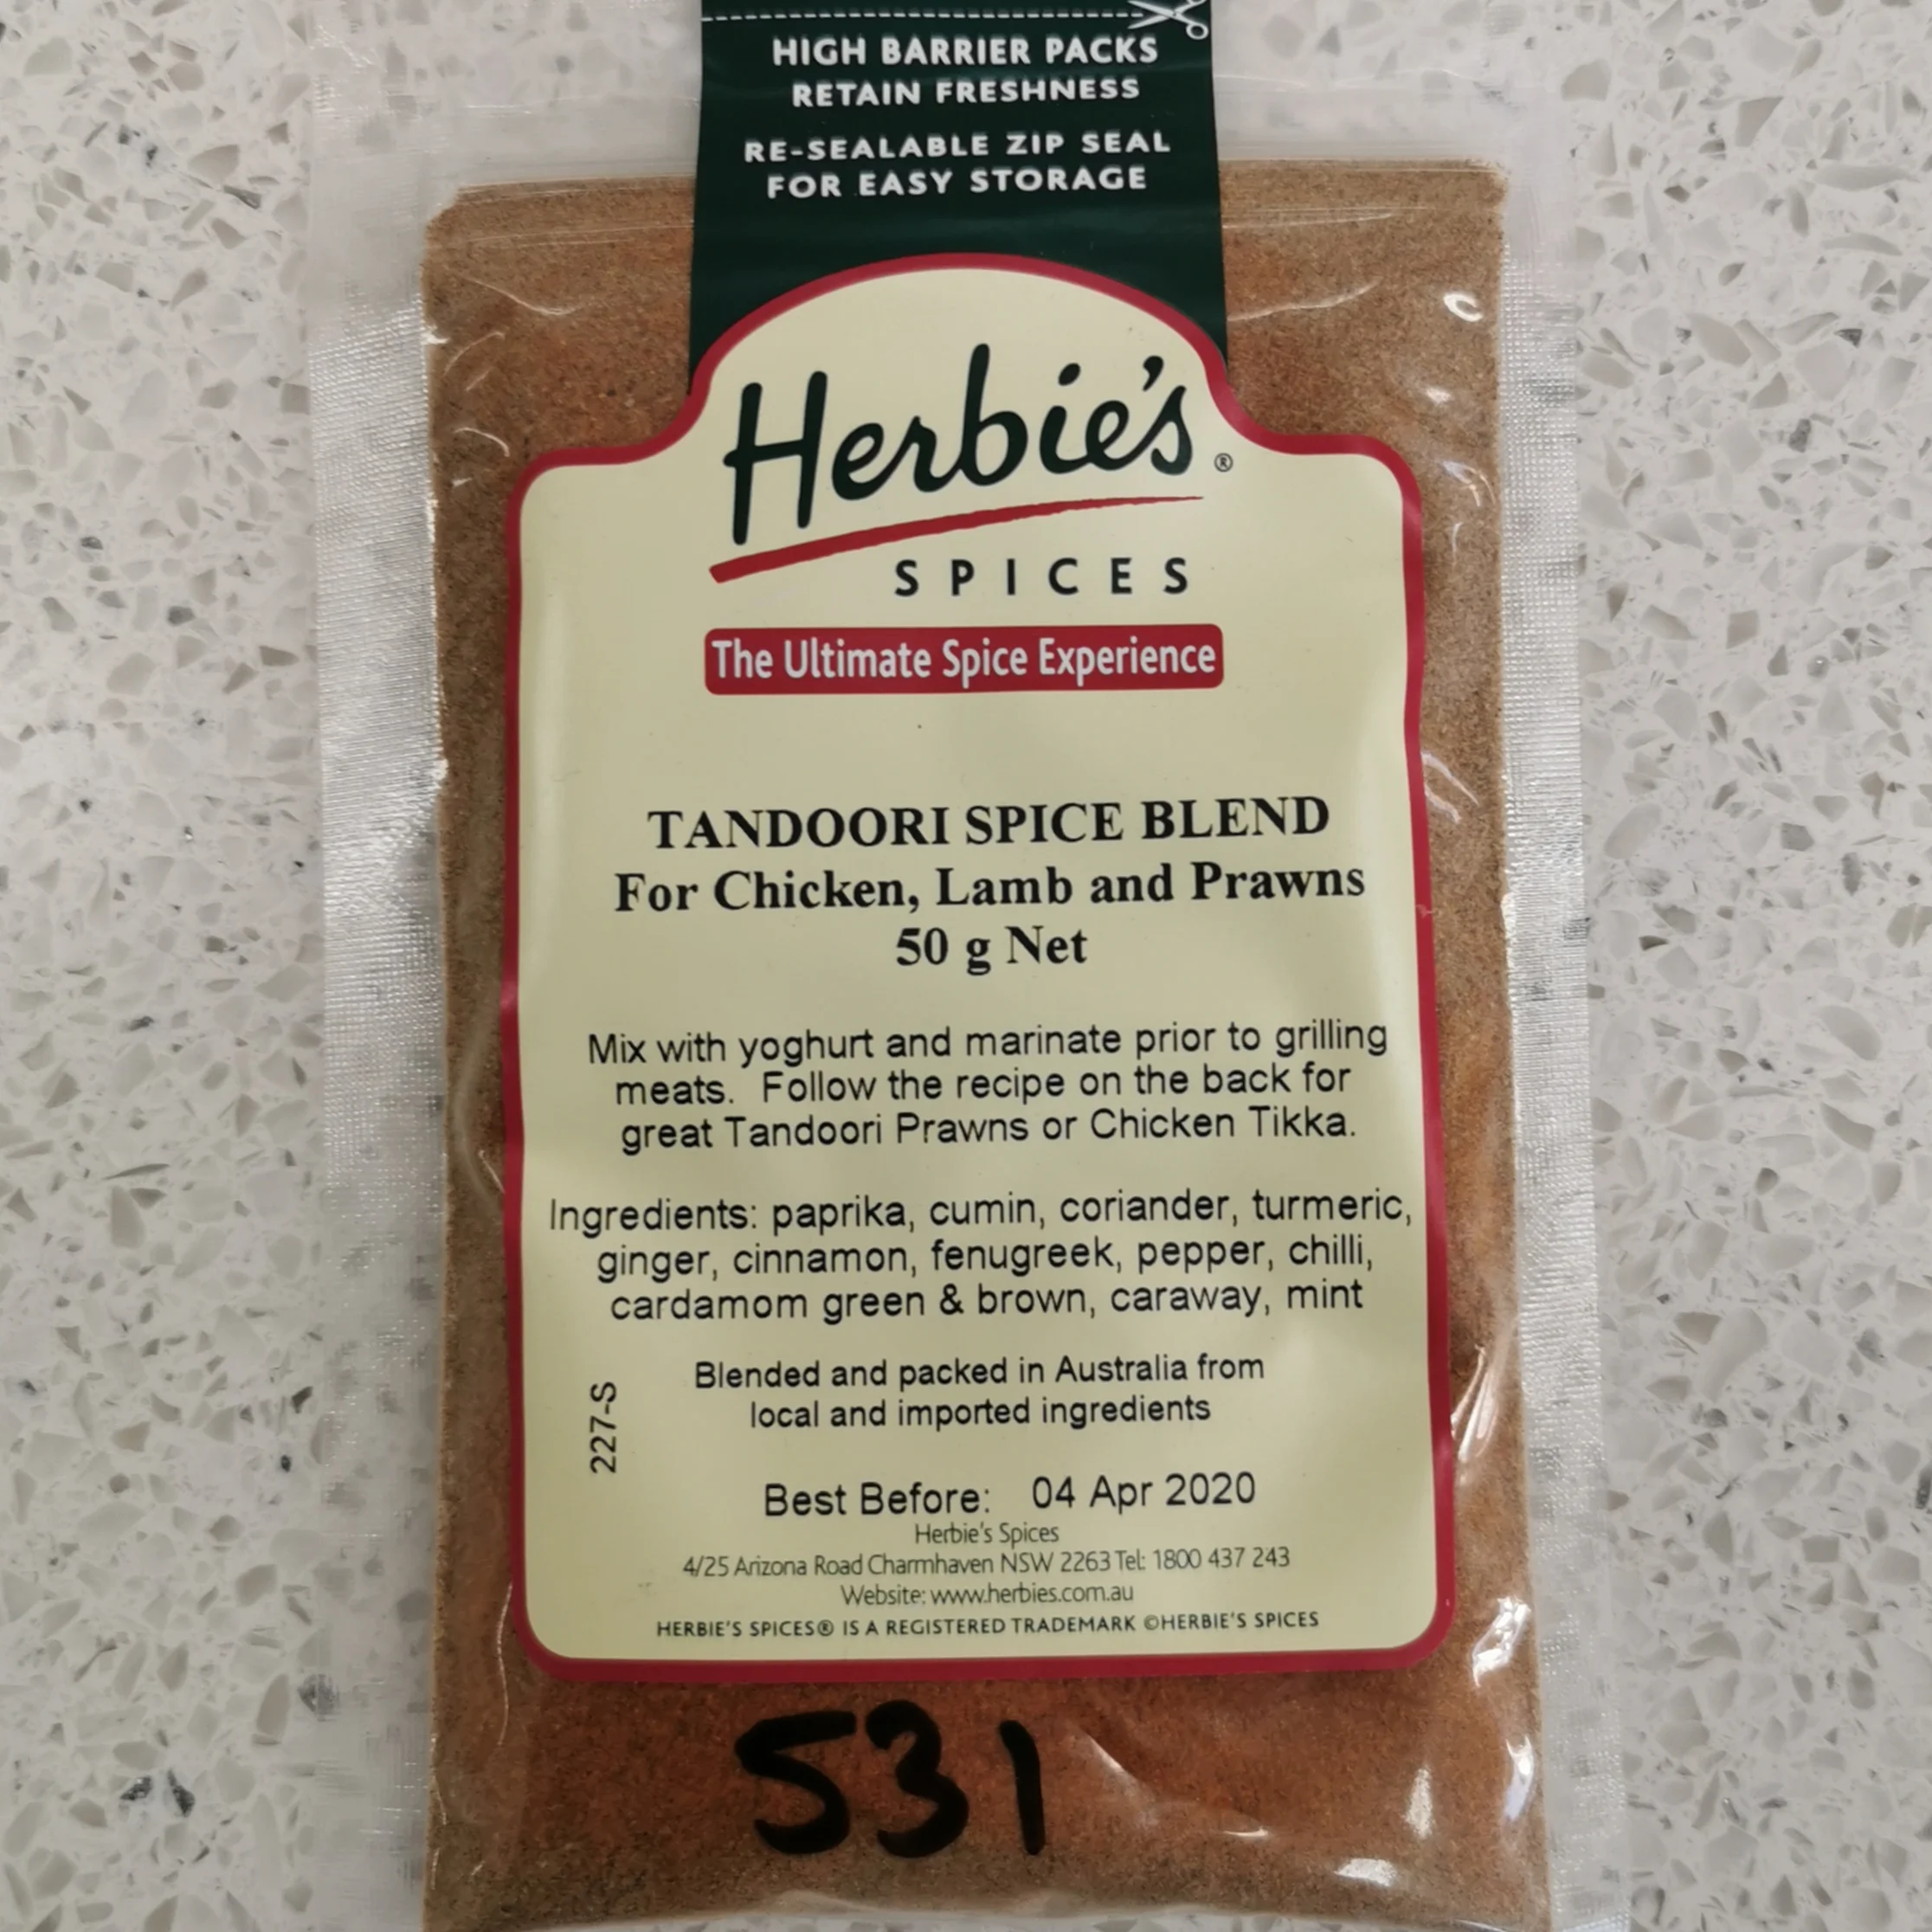 HIGH BARRIER PACKS
RETAIN FRESHNESS
RE-SEALABLE ZIP SEAL
FOR EASY STORAGE
Herbie's®
SPICES
The Ultimate Spice Experience
TANDOORI SPICE BLEND
For Chicken, Lamb and Prawns
50 g Net
Mix with yoghurt and marinate prior to grilling
meats. Follow the recipe on the back for
great Tandoori Prawns or Chicken Tikka.
Ingredients: paprika, cumin, coriander, turmeric,
ginger, cinnamon, fenugreek, pepper, chilli,
cardamom green & brown, caraway, mint
Blended and packed in Australia from
local and imported ingredients
227-S
Best Before: 04 Apr 2020
Herbie's Spices
4/25 Arizona Road Charmhaven NSW 2263 Tel: 1800 437 243
Website: www.herbies.com.au
HERBIE'S SPICES® IS A REGISTERED TRADEMARK ©HERBIE'S SPICES
531